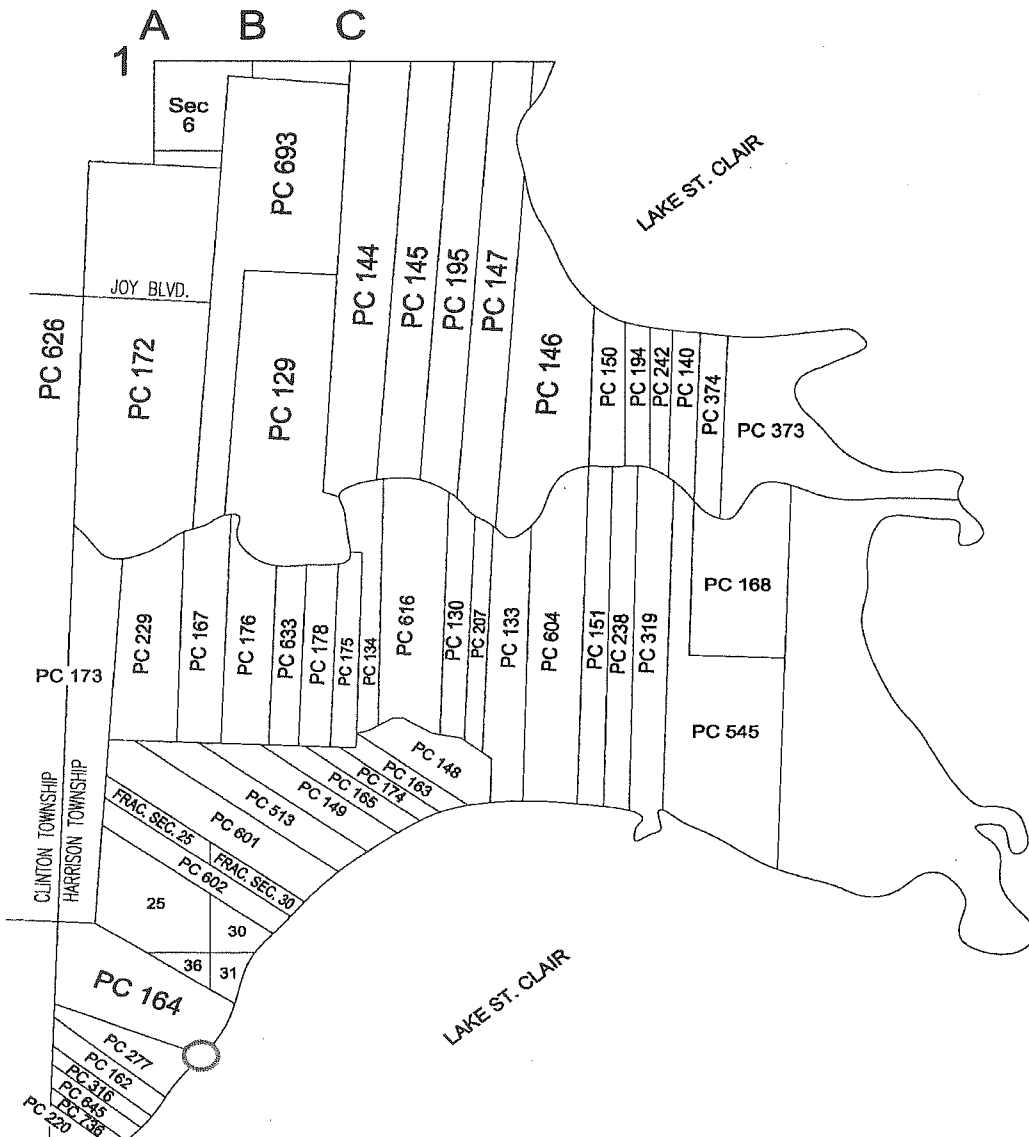 A B C
1
Sec
6
PC 693
LAKE ST. CLAIR
PC 144
PC 145
PC 195
PC 147
JOY BLVD.
PC 626
PC 172
PC 129
PC 146
PC 150
PC 194
PC 242
PC 140
PC 374
PC 373
PC 168
PC 229
PC 167
PC 176
PC 633
PC 178
PC 175
PC 134
PC 616
PC 130
PC 207
PC 133
PC 604
PC 151
PC 238
PC 319
PC 173
PC 545
PC 148
PC 163
PC 174
PC 165
PC 149
PC 513
PC 601
FRAC. SEC. 25
FRAC. SEC. 30
PC 602
CLINTON TOWNSHIP
HARRISON TOWNSHIP
25
30
36
31
PC 164
LAKE ST. CLAIR
PC 277
PC 162
PC 316
PC 645
PC 736
PC 220